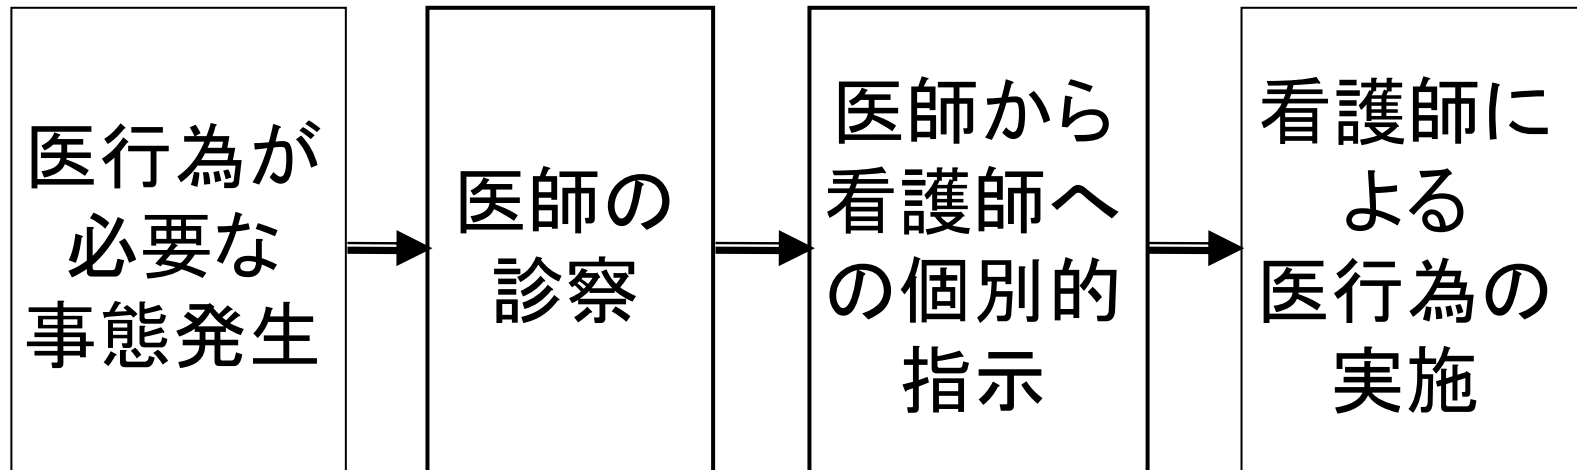 医行為が
必要な
事態発生
医師の
診察
医師から
看護師へ
の個別的
指示
看護師に
よる
医行為の
実施